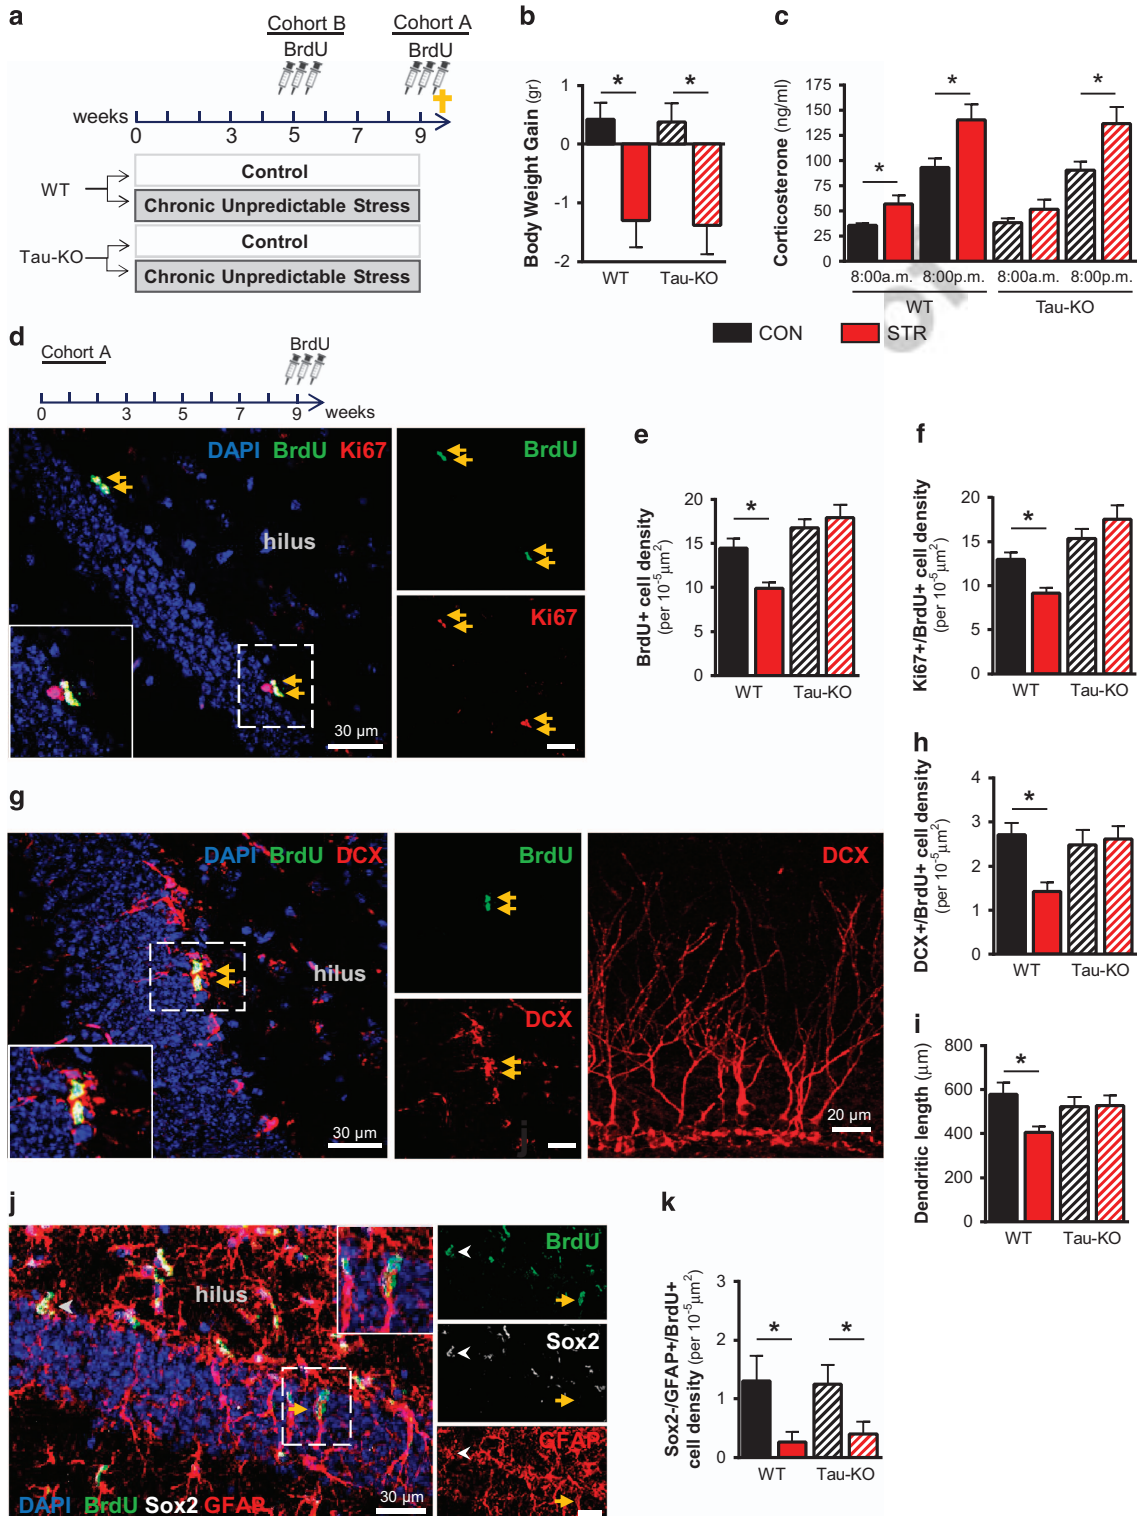 a
Cohort B
Cohort A
BrdU
BrdU
weeks
0 3 5 7 9
WT
Control
Chronic Unpredictable Stress
Tau-KO
Control
Chronic Unpredictable Stress
b
Body Weight Gain (gr)
1
0
-1
-2
* *
WT Tau-KO
c
Corticosterone (ng/ml)
175
150
125
100
75
50
25
0
* * *
8:00a.m. 8:00p.m. 8:00a.m. 8:00p.m.
WT Tau-KO
CON STR
d
Cohort A
BrdU
0 3 5 7 9 weeks
DAPI BrdU Ki67
hilus
30 µm
BrdU
Ki67
e
BrdU+ cell density
(per 10-5µm2)
20
15
10
5
0
*
WT Tau-KO
f
Ki67+/BrdU+ cell density
(per 10-5µm2)
20
15
10
5
0
*
WT Tau-KO
g
DAPI BrdU DCX
hilus
30 µm
BrdU
DCX
j
DCX
20 µm
h
DCX+/BrdU+ cell density
(per 10-5µm2)
4
3
2
1
0
*
WT Tau-KO
i
Dendritic length (µm)
800
600
400
200
0
*
WT Tau-KO
j
hilus
DAPI BrdU Sox2 GFAP
30 µm
BrdU
Sox2
GFAP
k
Sox2-/GFAP+/BrdU+
cell density (per 10-5µm2)
3
2
1
0
* *
WT Tau-KO